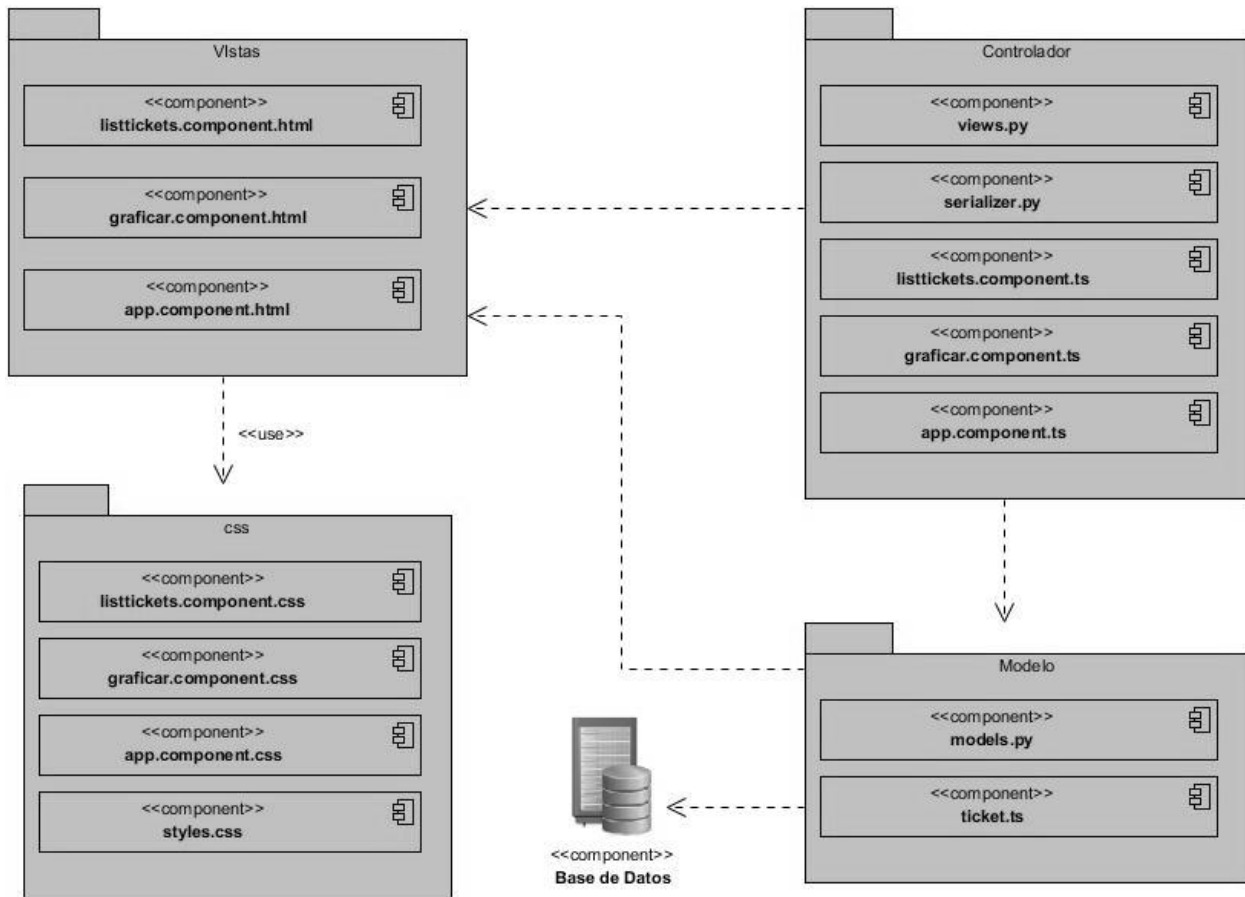 VIstas
<<component>>
listtickets.component.html
<<component>>
graficar.component.html
<<component>>
app.component.html
<<use>>
css
<<component>>
listtickets.component.css
<<component>>
graficar.component.css
<<component>>
app.component.css
<<component>>
styles.css
Controlador
<<component>>
views.py
<<component>>
serializer.py
<<component>>
listtickets.component.ts
<<component>>
graficar.component.ts
<<component>>
app.component.ts
Modelo
<<component>>
models.py
<<component>>
ticket.ts
<<component>>
Base de Datos